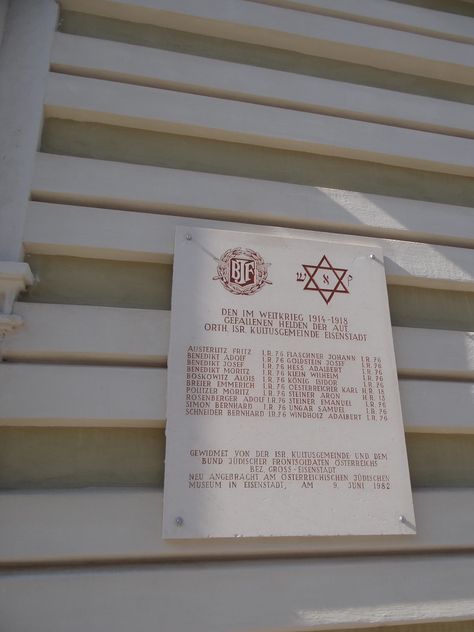 BJF ש א ק
DEN IM WELTKRIEG 1914-1918
GEFALLENEN HELDEN DER AUT.
ORTH. ISR. KULTUSGEMEINDE EISENSTADT
AUSTERLITZ FRITZ I.R.76 FLASCHNER JOHANN I.R.76
BENEDIKT ADOLF I.R.76 GOLDSTEIN JOSEF I.R.76
BENEDIKT JOSEF I.R.76 HESS ADALBERT I.R.76
BENEDIKT MORITZ I.R.76 KLEIN WILHELM I.R.76
BOSKOWITZ ALFR. I.R.76 KÖNIG ISIDOR I.R.76
BREIER EMMERICH I.R.76 OESTERREICHER KARL H.R.18
POLITZER MORITZ I.R.76 STEINER ARON H.R.13
ROSENBERGER ADOLF I.R.76 STEINER EMANUEL I.R.76
SIMON BERNHARD I.R.76 UNGAR SAMUEL I.R.76
SCHNEIDER BERNHARD I.R.76 WINDHOLZ ADALBERT I.R.76
GEWIDMET VON DER ISR. KULTUSGEMEINDE UND DEM
BUND JÜDISCHER FRONTSOLDATEN ÖSTERREICHS
BEZ. GROSS-EISENSTADT
NEU ANGEBRACHT AM ÖSTERREICHISCHEN JÜDISCHEN
MUSEUM IN EISENSTADT, AM 9. JUNI 1982